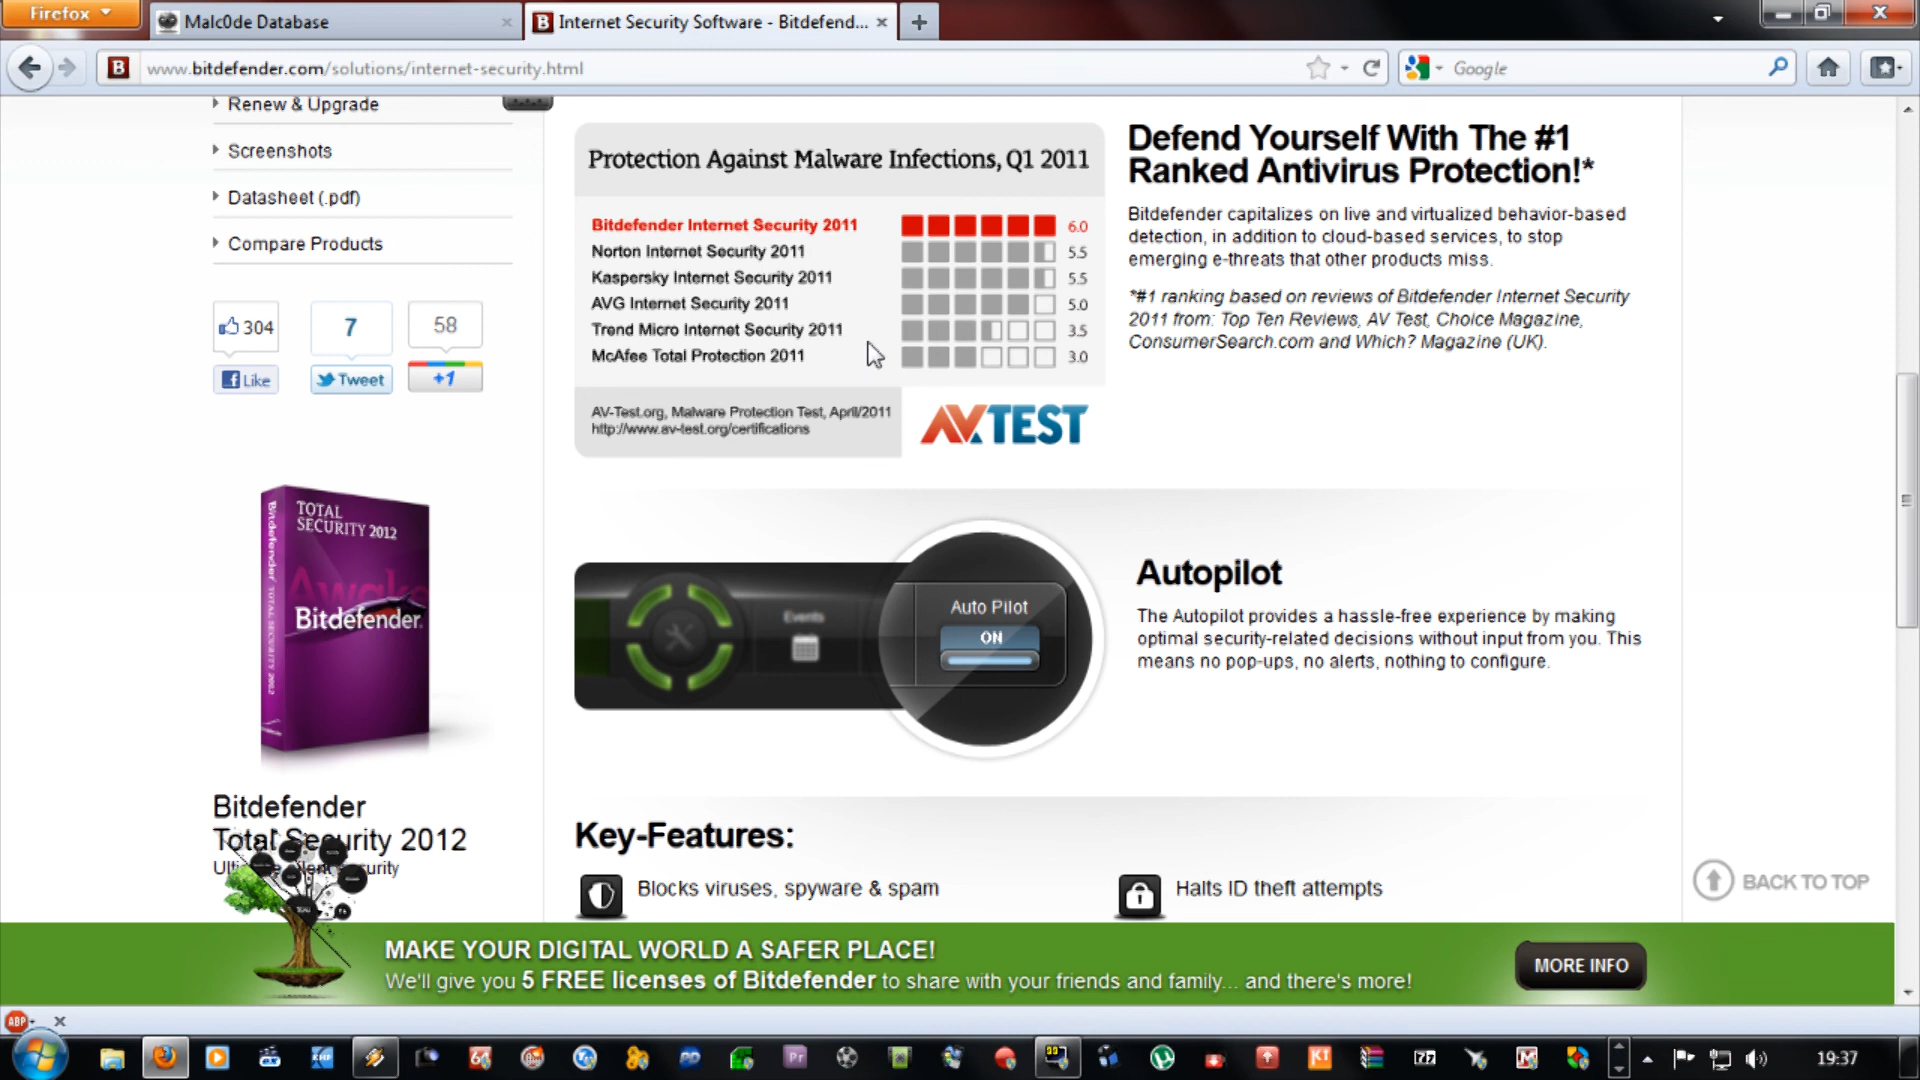 Firefox
Malc0de Database
Internet Security Software - Bitdefend...
www.bitdefender.com/solutions/internet-security.html
Google
Renew & Upgrade
Screenshots
Datasheet (.pdf)
Compare Products
304
7
58
Like
Tweet
+1
TOTAL
SECURITY 2012
Bitdefender
Bitdefender
Total Security 2012
Protection Against Malware Infections, Q1 2011
Bitdefender Internet Security 2011 6.0
Norton Internet Security 2011 5.5
Kaspersky Internet Security 2011 5.5
AVG Internet Security 2011 5.0
Trend Micro Internet Security 2011 3.5
McAfee Total Protection 2011 3.0
AV-Test.org, Malware Protection Test, April/2011
http://www.av-test.org/certifications
AV TEST
Defend Yourself With The #1
Ranked Antivirus Protection!*
Bitdefender capitalizes on live and virtualized behavior-based
detection, in addition to cloud-based services, to stop
emerging e-threats that other products miss.
*#1 ranking based on reviews of Bitdefender Internet Security
2011 from: Top Ten Reviews, AV Test, Choice Magazine,
ConsumerSearch.com and Which? Magazine (UK).
Events
Auto Pilot
ON
Autopilot
The Autopilot provides a hassle-free experience by making
optimal security-related decisions without input from you. This
means no pop-ups, no alerts, nothing to configure.
Key-Features:
Blocks viruses, spyware & spam
Halts ID theft attempts
BACK TO TOP
MAKE YOUR DIGITAL WORLD A SAFER PLACE!
We'll give you 5 FREE licenses of Bitdefender to share with your friends and family... and there's more!
MORE INFO
ABP
19:37